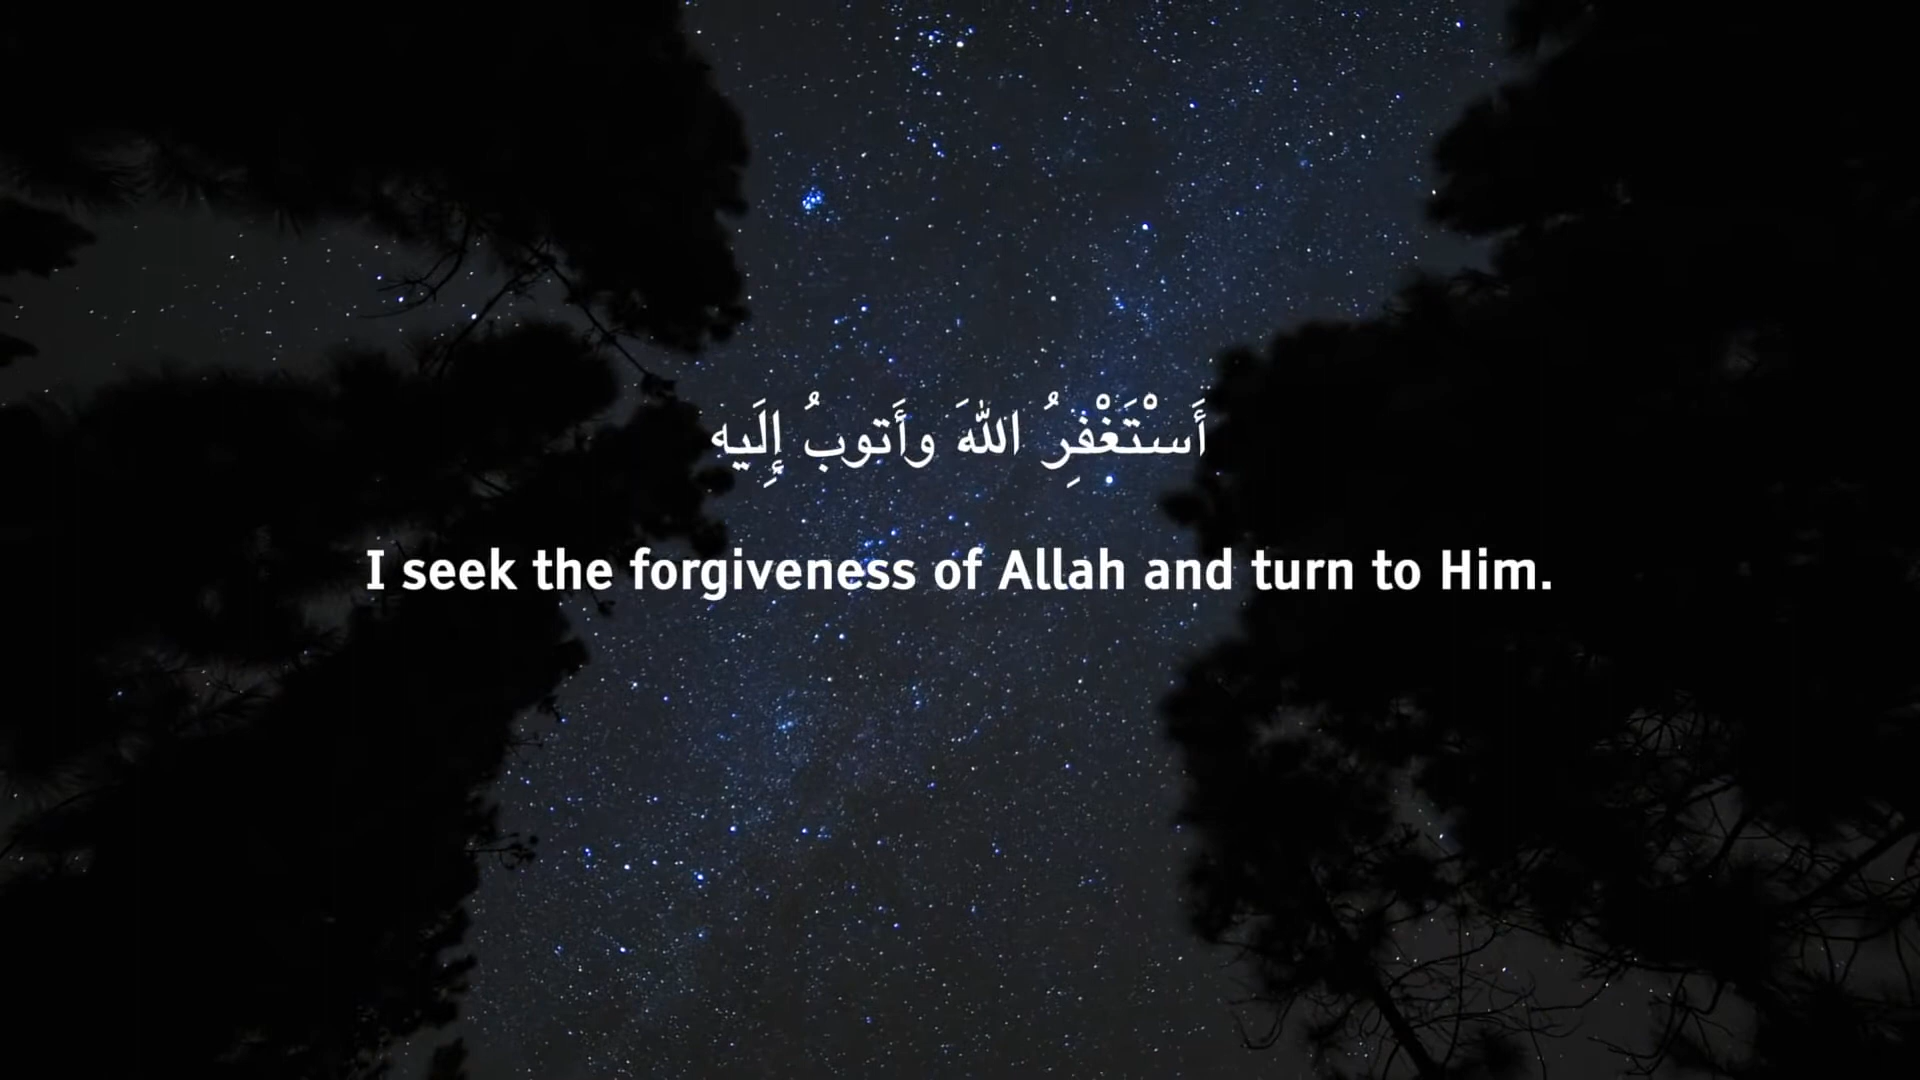 أَسْتَغْفِرُ اللهَ وأَتوبُ إِلَيه
I seek the forgiveness of Allah and turn to Him.